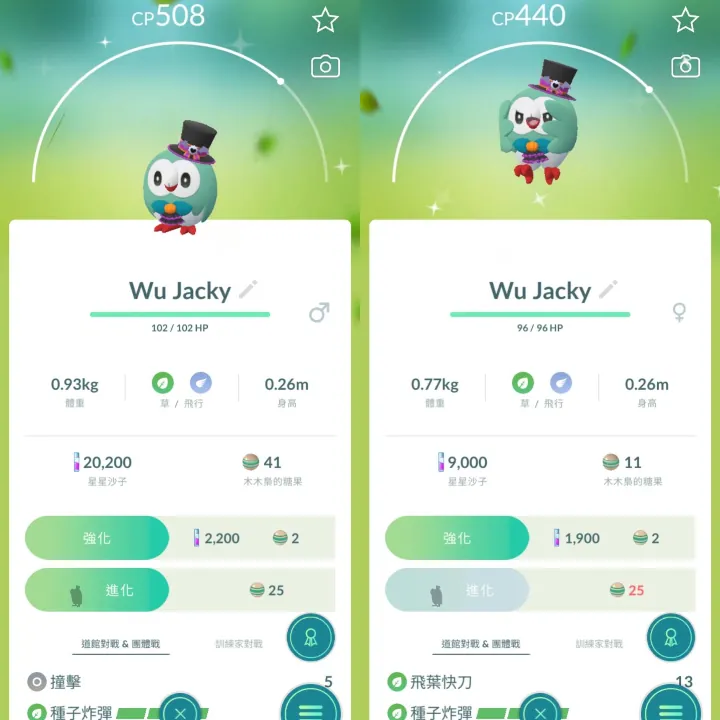 CP508
Wu Jacky
102 / 102 HP
0.93kg
體重
草 / 飛行
0.26m
身高
20,200
星星沙子
41
木木梟的糖果
強化
2,200
2
進化
25
道館對戰 & 團體戰
訓練家對戰
撞擊
5
種子炸彈
CP440
Wu Jacky
96 / 96 HP
0.77kg
體重
草 / 飛行
0.26m
身高
9,000
星星沙子
11
木木梟的糖果
強化
1,900
2
進化
25
道館對戰 & 團體戰
訓練家對戰
飛葉快刀
13
種子炸彈